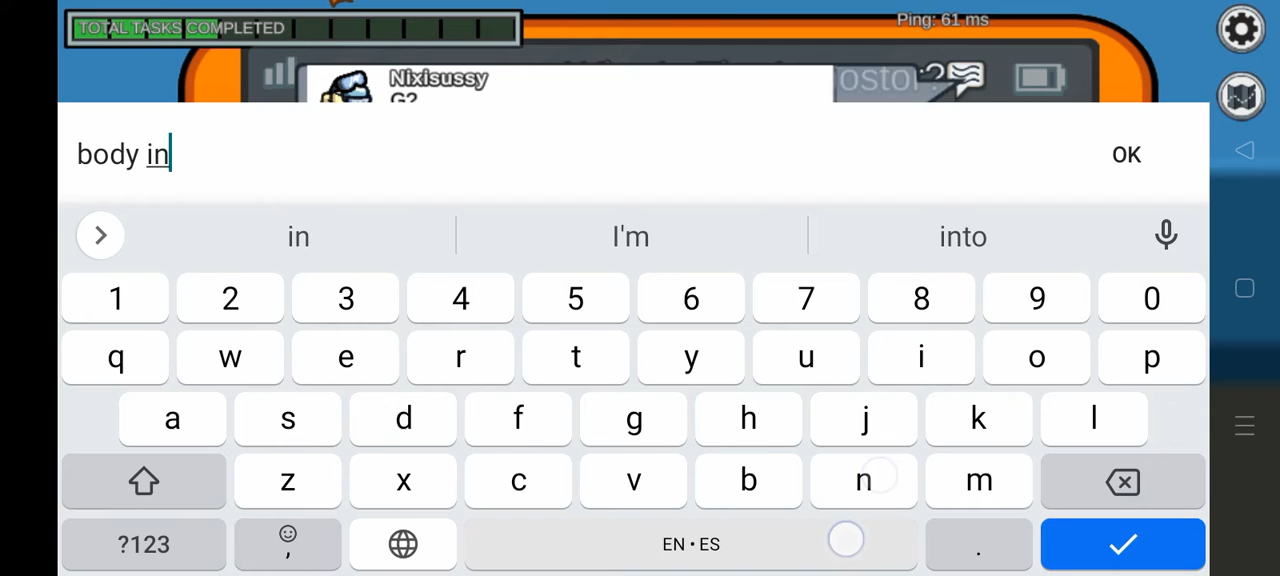 TOTAL TASKS COMPLETED
Ping: 61 ms
Nixisussy
G?
body in
OK
in I'm into
1 2 3 4 5 6 7 8 9 0
q w e r t y u i o p
a s d f g h j k l
z x c v b n m
?123 , EN • ES .